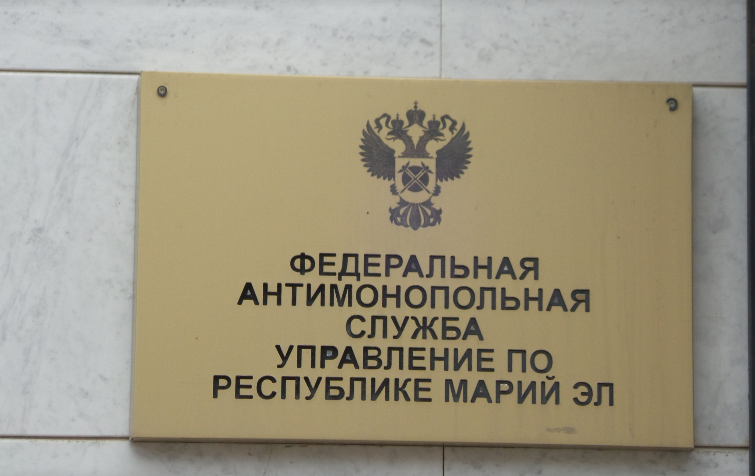 ФЕДЕРАЛЬНАЯ
АНТИМОНОПОЛЬНАЯ
СЛУЖБА
УПРАВЛЕНИЕ ПО
РЕСПУБЛИКЕ МАРИЙ ЭЛ